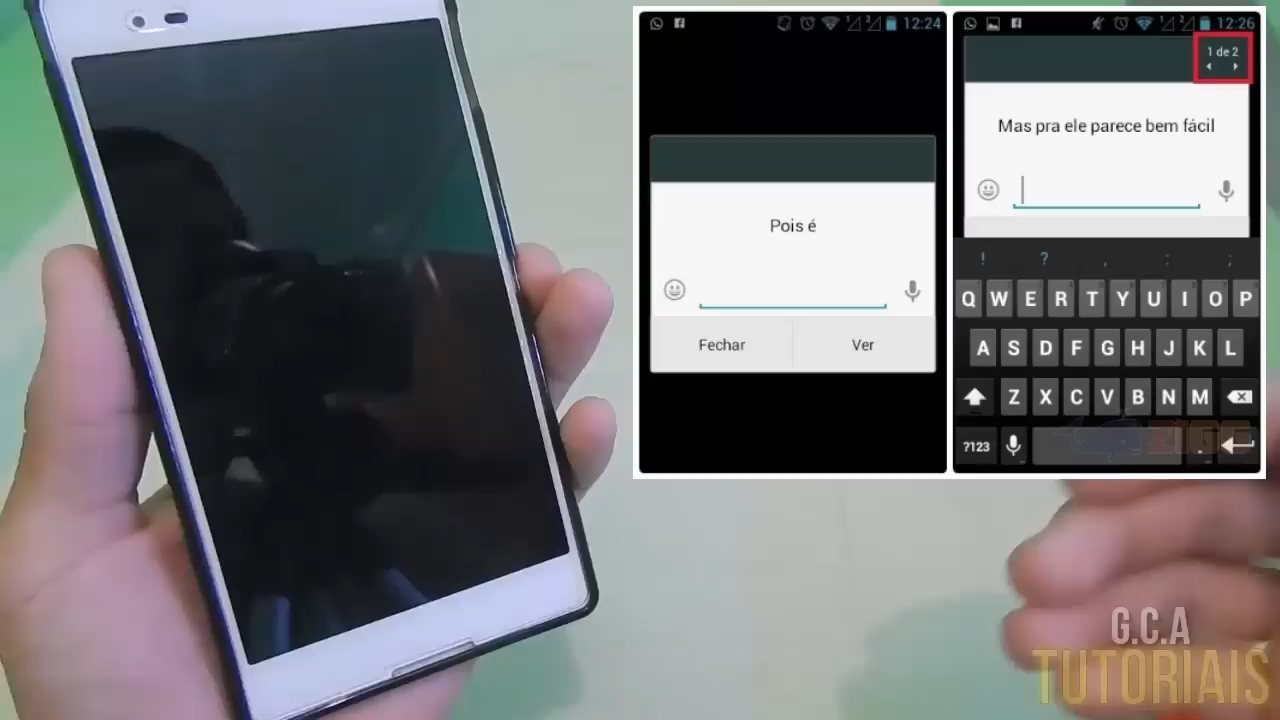 12:24
Pois é
Fechar
Ver
12:26
1 de 2
Mas pra ele parece bem fácil
! ? , : ;
Q W E R T Y U I O P
A S D F G H J K L
Z X C V B N M
?123
.
G.C.A
TUTORIAIS